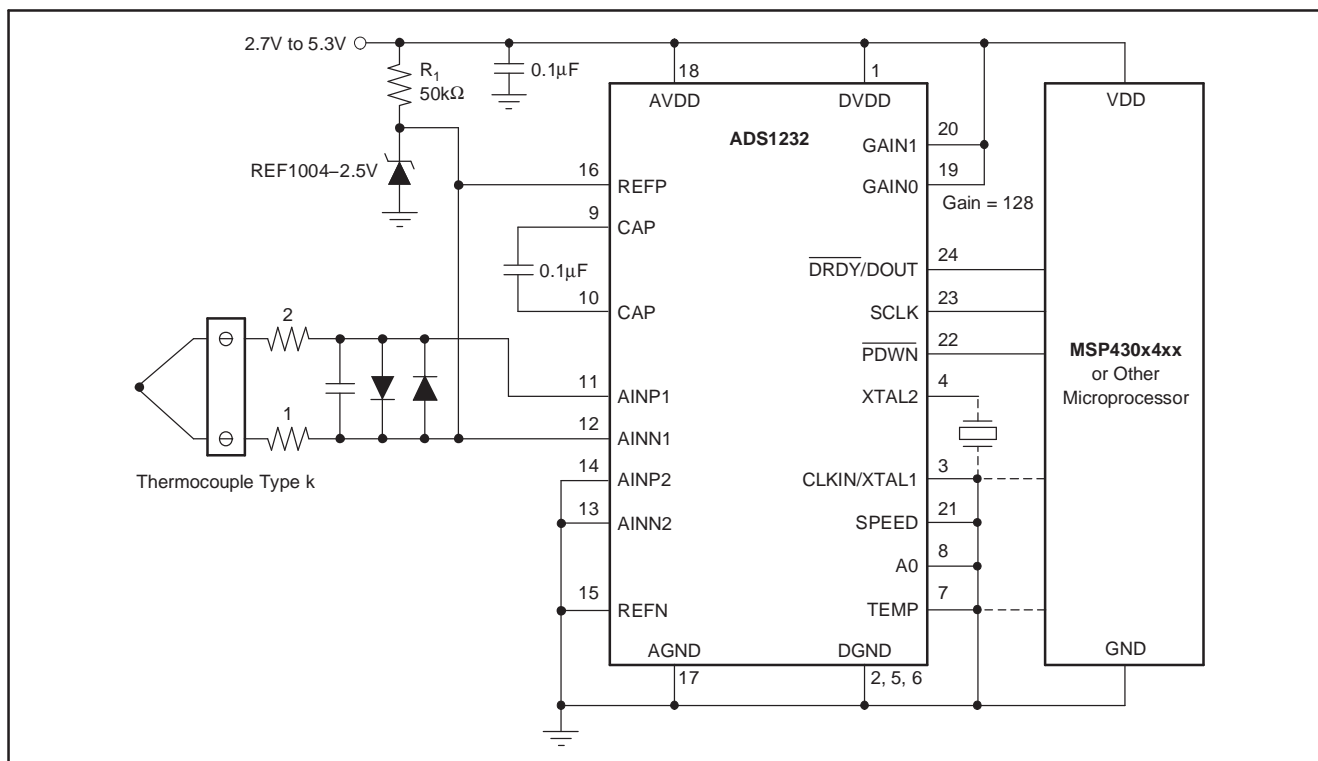 2.7V to 5.3V
R1
50kΩ
0.1µF
18
AVDD
1
DVDD
VDD
ADS1232
20
GAIN1
19
GAIN0
Gain = 128
REF1004–2.5V
16
REFP
9
CAP
0.1µF
10
CAP
24
DRDY/DOUT
23
SCLK
22
PDWN
4
XTAL2
MSP430x4xx
or Other
Microprocessor
2
1
11
AINP1
12
AINN1
14
AINP2
13
AINN2
15
REFN
3
CLKIN/XTAL1
21
SPEED
8
A0
7
TEMP
Thermocouple Type k
AGND
17
DGND
2, 5, 6
GND